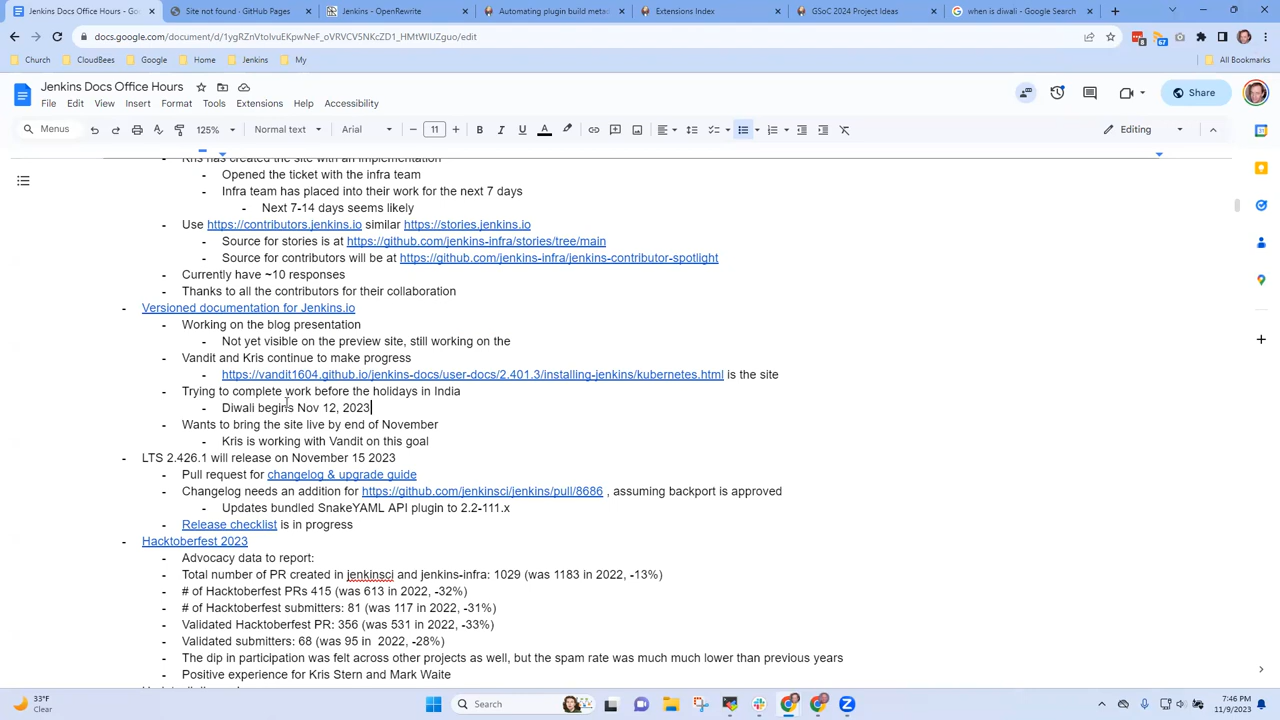 Jenkins Docs Office Hours -
Jenkins - OpenCollective
Automating plugin build meta
Extensions Index
GSoC 2024 Project Ideas
when is diwali - Google Search
docs.google.com/document/d/
/edit
Church
CloudBees
Google
Home
My
All Bookmarks
Jenkins Docs Office Hours
File Edit View Insert Format Tools Extensions Help Accessibility
Share
Menus
125%
Normal text
Arial
11
Editing
Kris has created the site with an implementation
- Opened the ticket with the infra team
- Infra team has placed into their work for the next 7 days
- Next 7-14 days seems likely
- Use https://contributors.jenkins.io similar https://stories.jenkins.io
- Source for stories is at https://github.com/jenkins-infra/stories/tree/main
- Source for contributors will be at https://github.com/jenkins-infra/jenkins-contributor-spotlight
- Currently have ~10 responses
- Thanks to all the contributors for their collaboration
- Versioned documentation for Jenkins.io
- Working on the blog presentation
- Not yet visible on the preview site, still working on the
- Vandit and Kris continue to make progress
- https://vandit1604.github.io/jenkins-docs/user-docs/2.401.3/installing-jenkins/kubernetes.html is the site
- Trying to complete work before the holidays in India
- Diwali begins Nov 12, 2023
- Wants to bring the site live by end of November
- Kris is working with Vandit on this goal
- LTS 2.426.1 will release on November 15 2023
- Pull request for changelog & upgrade guide
- Changelog needs an addition for https://github.com/jenkinsci/jenkins/pull/8686 , assuming backport is approved
- Updates bundled SnakeYAML API plugin to 2.2-111.x
- Release checklist is in progress
- Hacktoberfest 2023
- Advocacy data to report:
- Total number of PR created in jenkinsci and jenkins-infra: 1029 (was 1183 in 2022, -13%)
- # of Hacktoberfest PRs 415 (was 613 in 2022, -32%)
- # of Hacktoberfest submitters: 81 (was 117 in 2022, -31%)
- Validated Hacktoberfest PR: 356 (was 531 in 2022, -33%)
- Validated submitters: 68 (was 95 in 2022, -28%)
- The dip in participation was felt across other projects as well, but the spam rate was much much lower than previous years
- Positive experience for Kris Stern and Mark Waite
33°F
Clear
Search
7:46 PM
11/9/2023